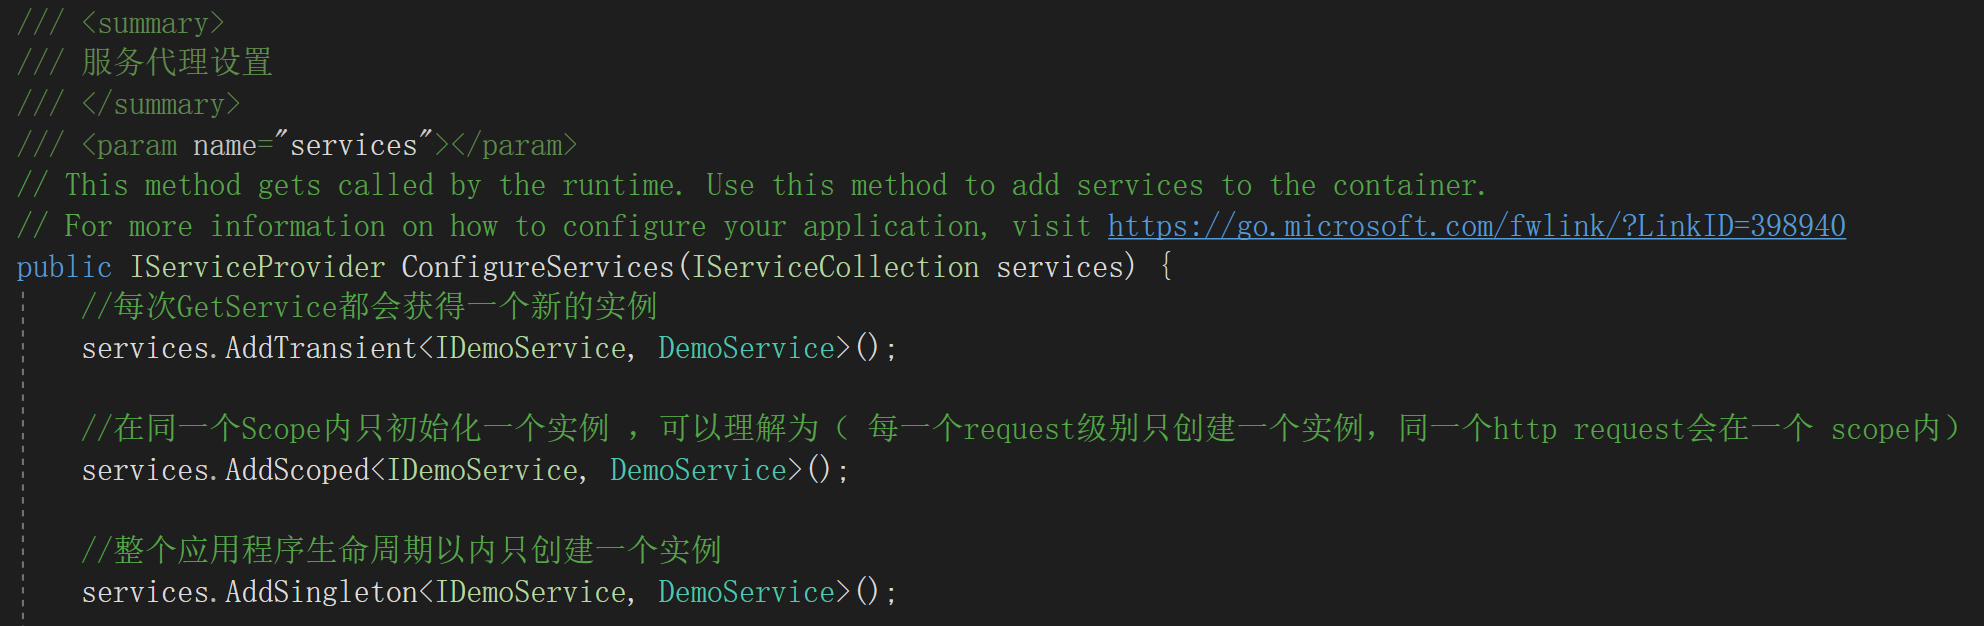 /// <summary>
/// 服务代理设置
/// </summary>
/// <param name="services"></param>
// This method gets called by the runtime. Use this method to add services to the container.
// For more information on how to configure your application, visit https://go.microsoft.com/fwlink/?LinkID=398940
public IServiceProvider ConfigureServices(IServiceCollection services) {
//每次GetService都会获得一个新的实例
services.AddTransient<IDemoService, DemoService>();
//在同一个Scope内只初始化一个实例 ，可以理解为（ 每一个request级别只创建一个实例，同一个http request会在一个 scope内）
services.AddScoped<IDemoService, DemoService>();
//整个应用程序生命周期以内只创建一个实例
services.AddSingleton<IDemoService, DemoService>();